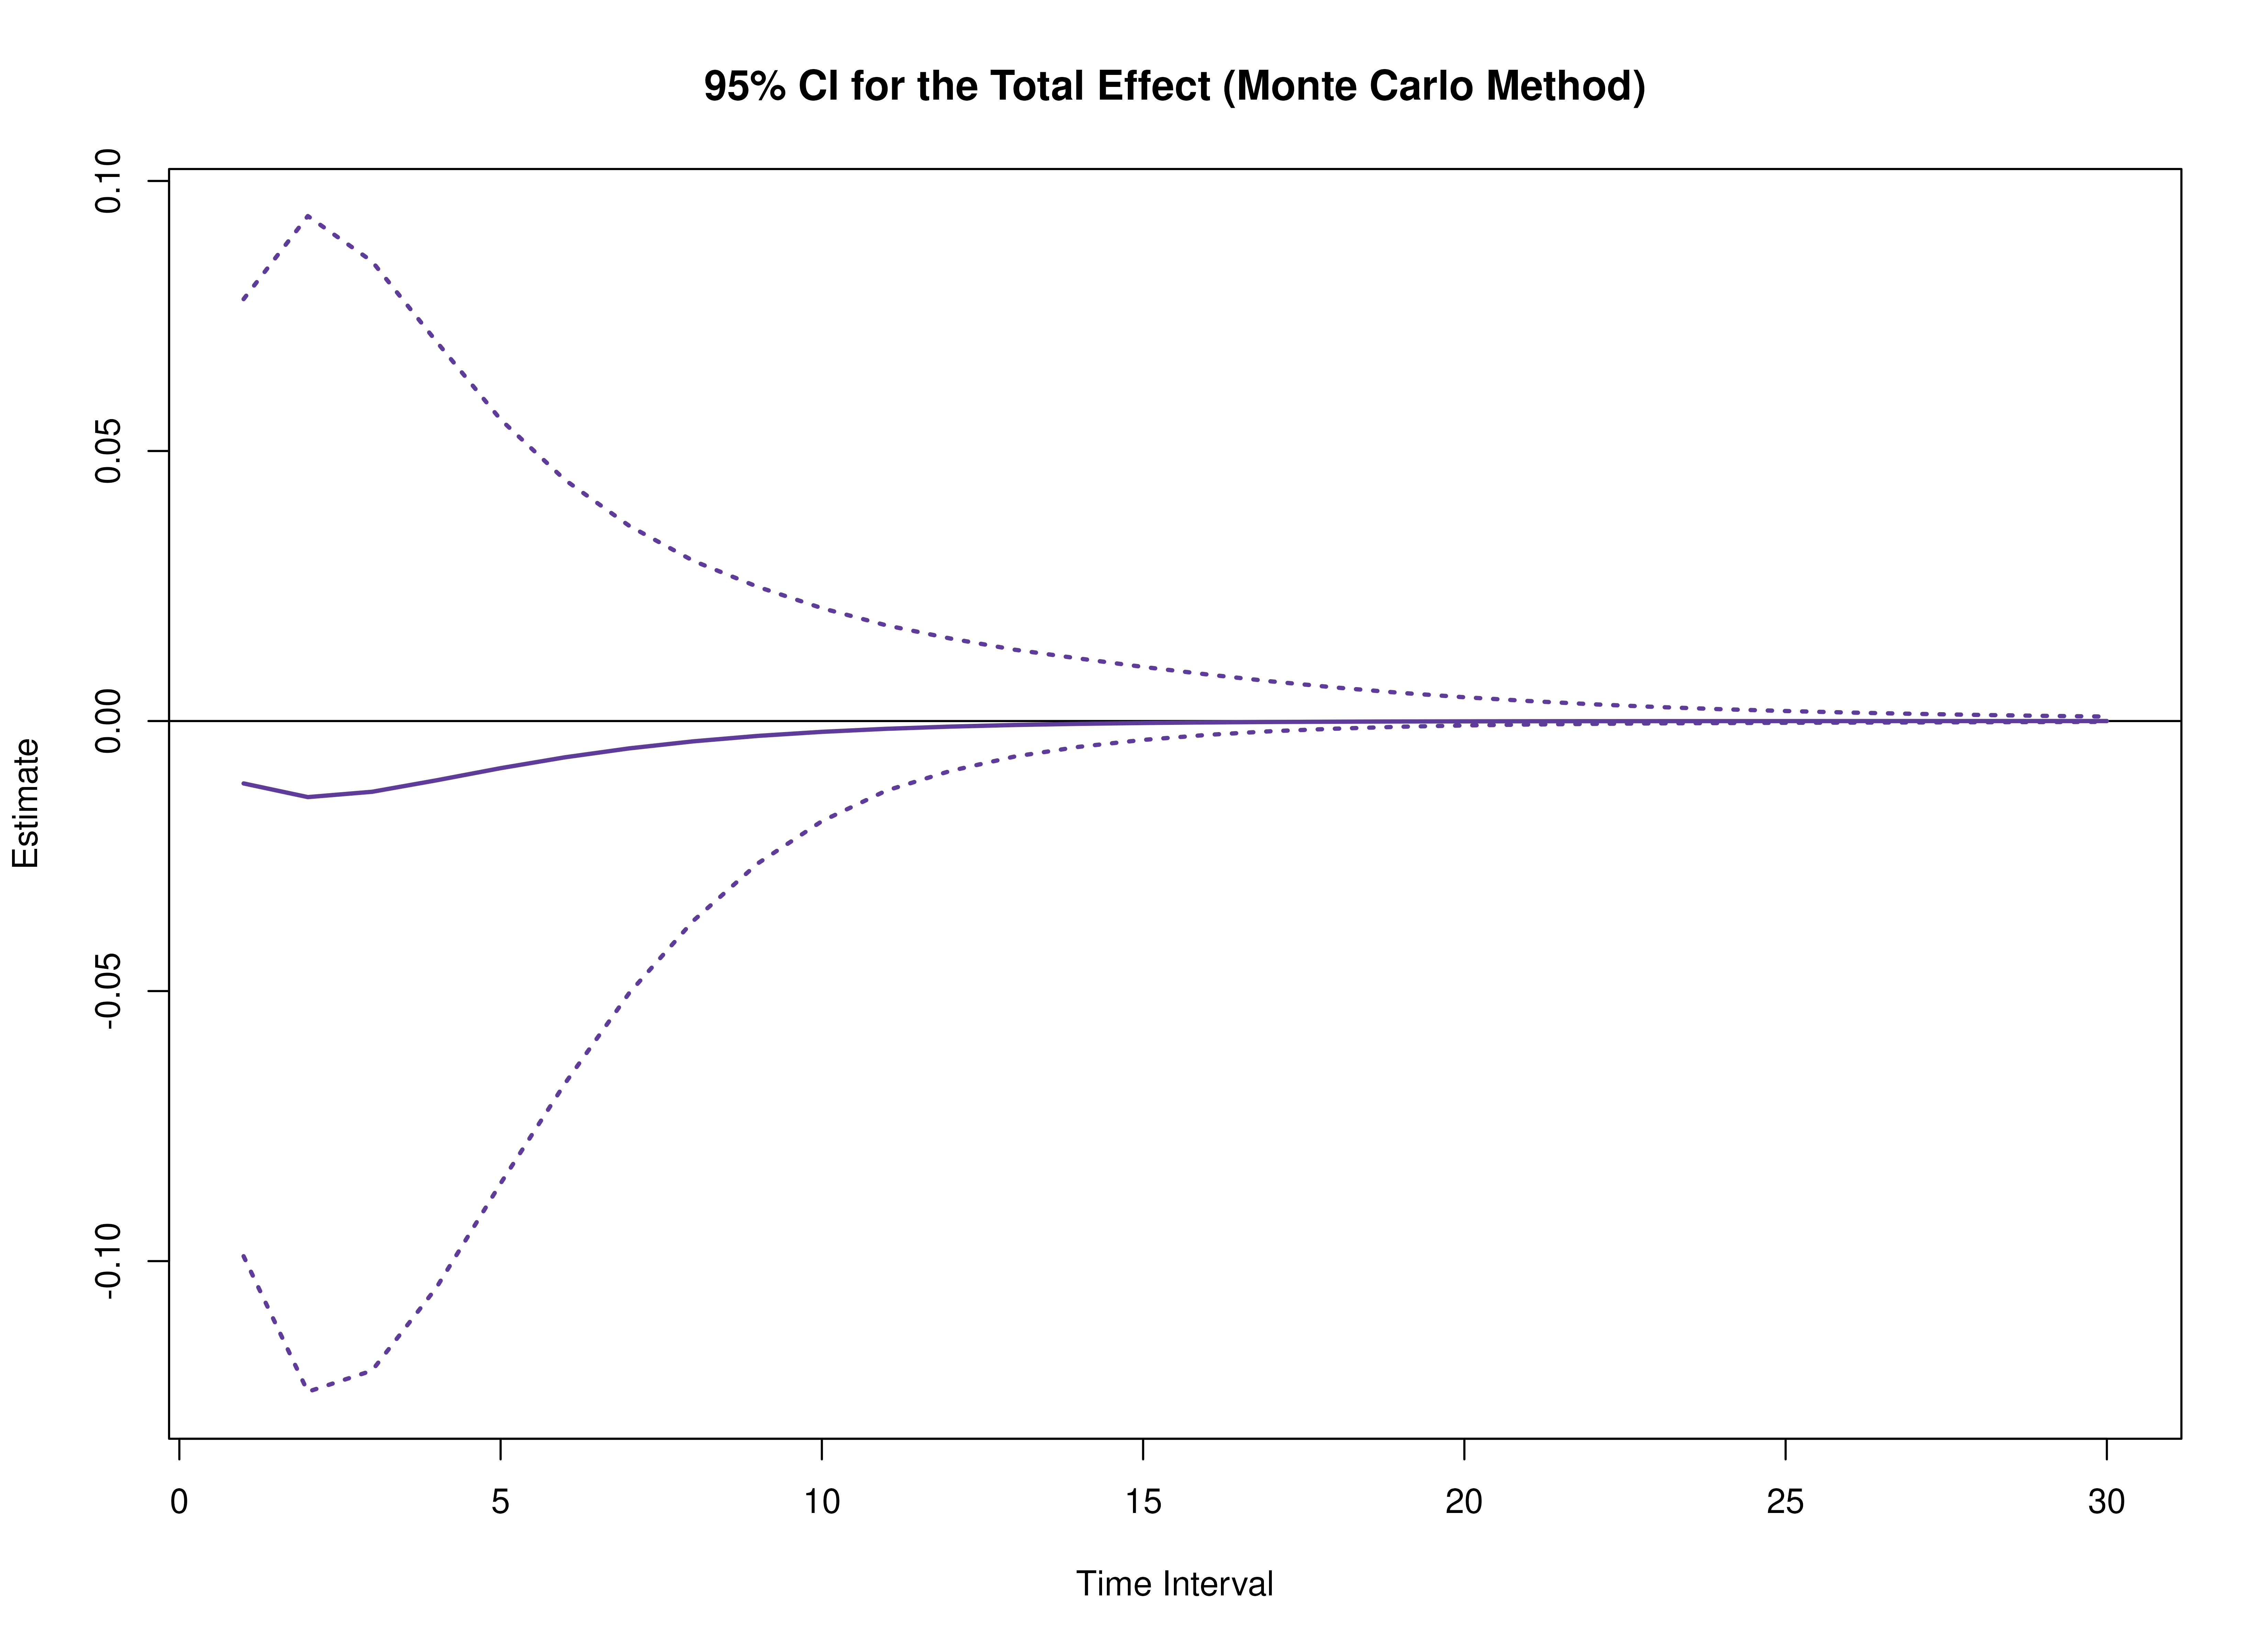 95% CI for the Total Effect (Monte Carlo Method)
Estimate
0.10
0.05
0.00
-0.05
-0.10
0 5 10 15 20 25 30
Time Interval